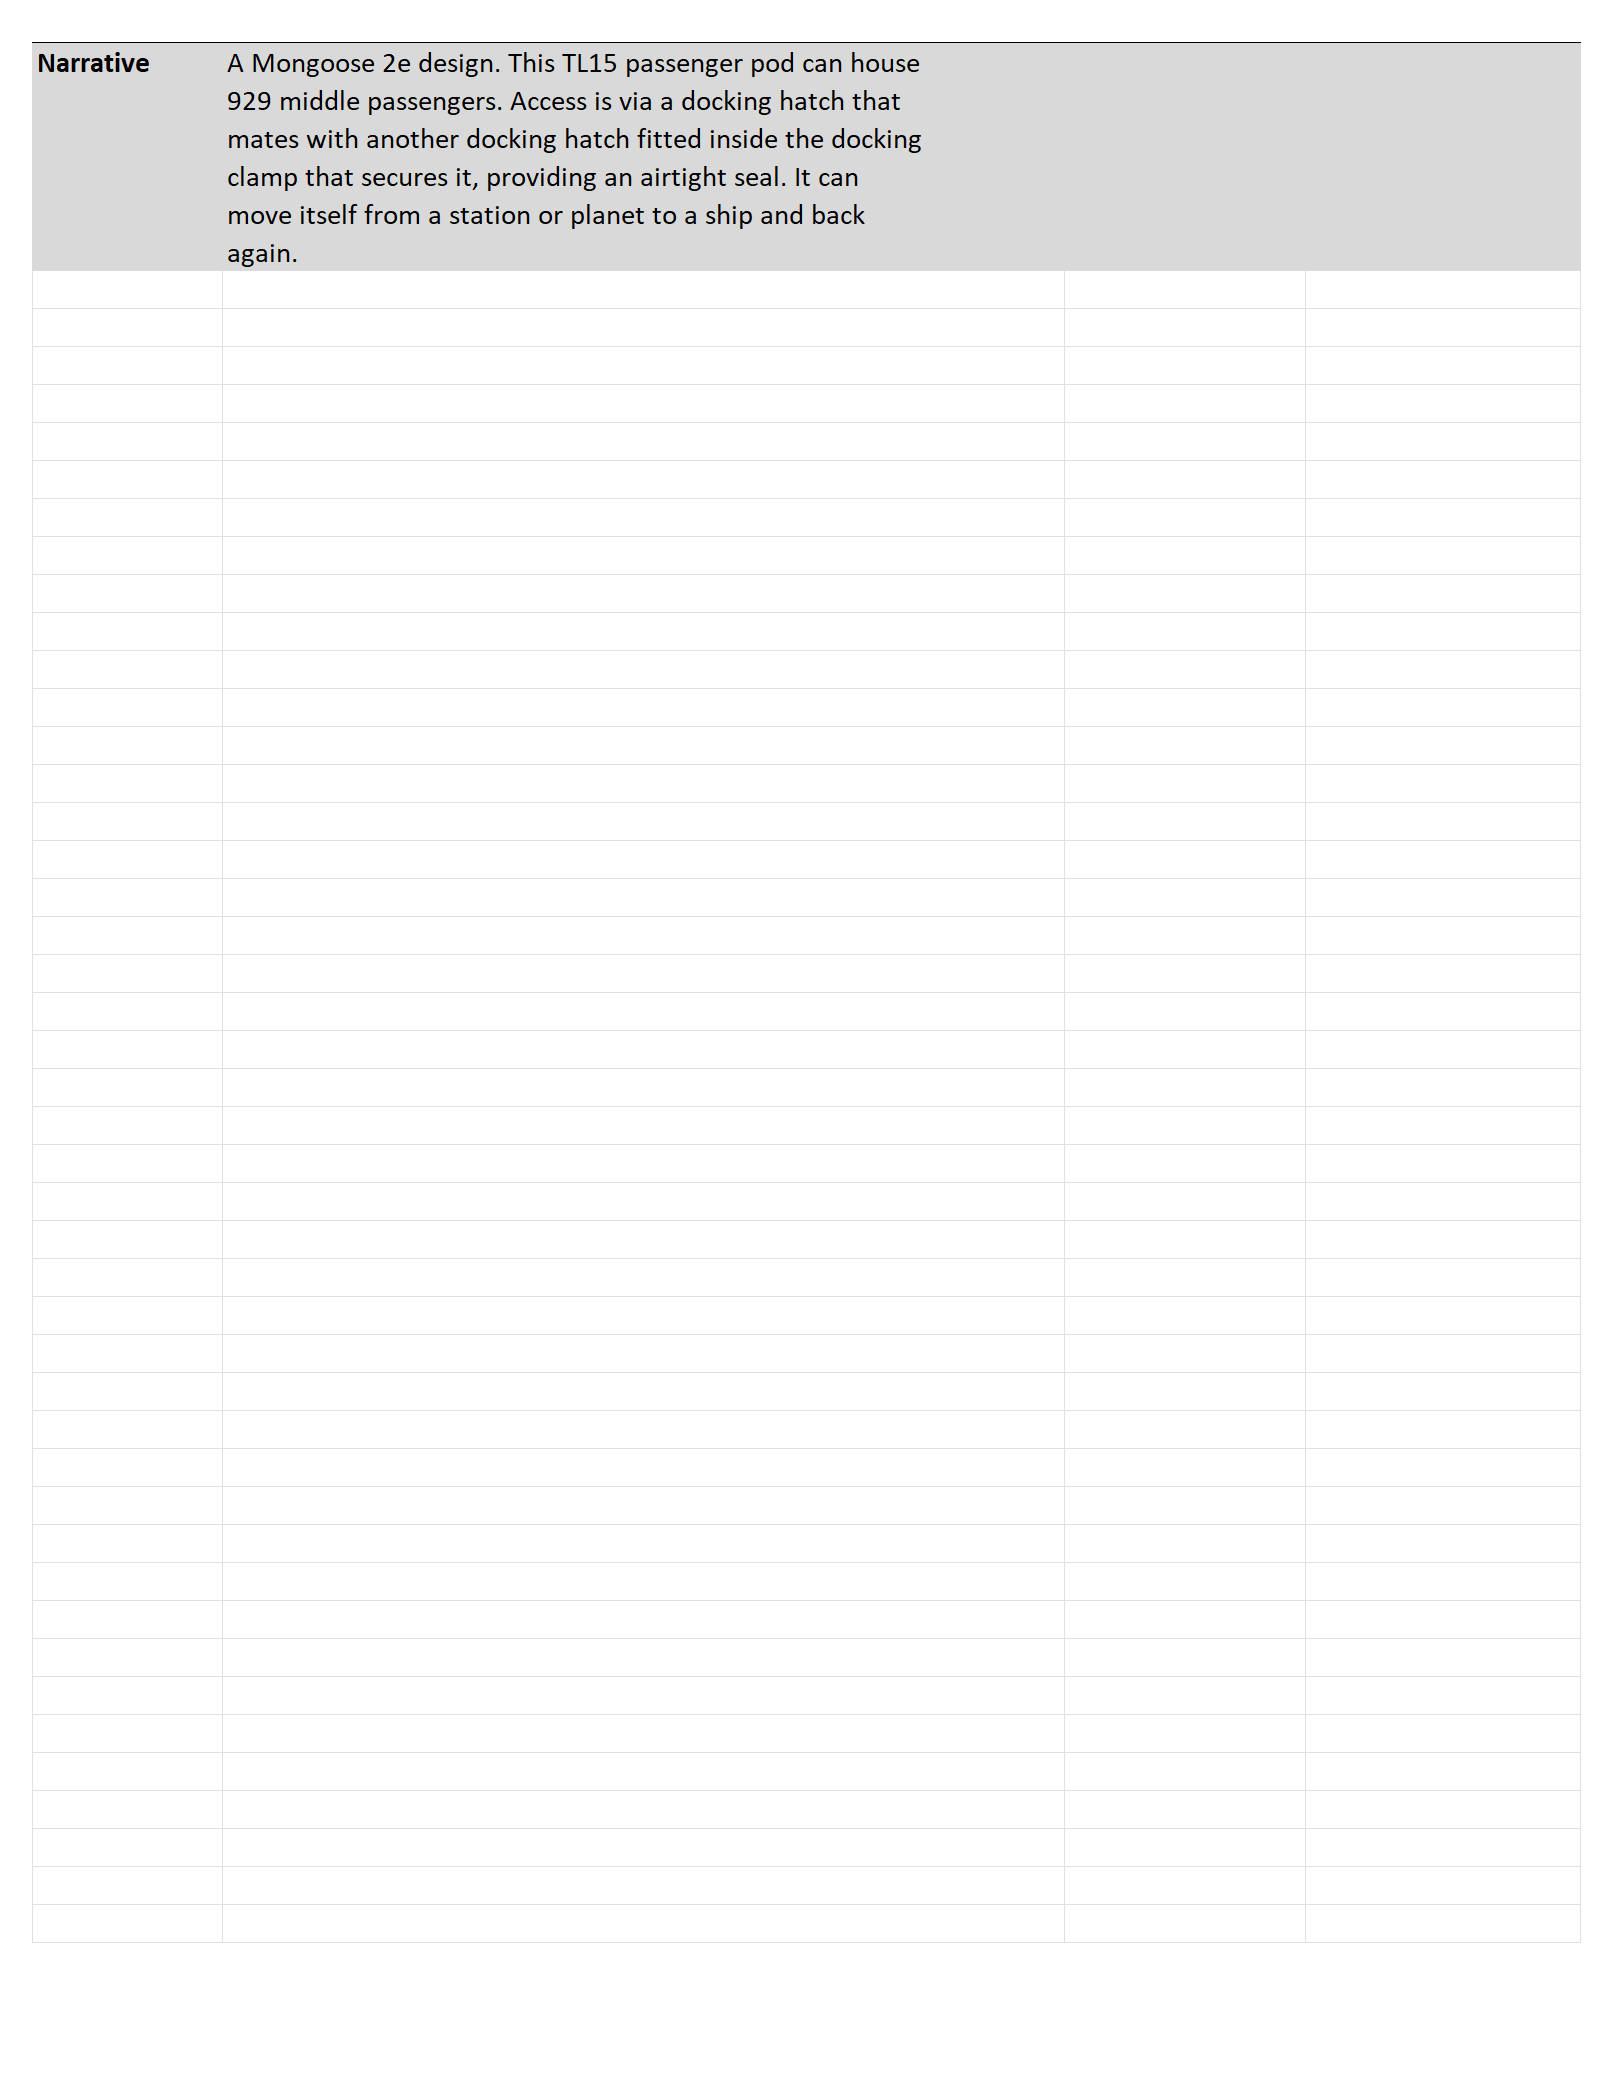 Narrative
A Mongoose 2e design. This TL15 passenger pod can house
929 middle passengers. Access is via a docking hatch that
mates with another docking hatch fitted inside the docking
clamp that secures it, providing an airtight seal. It can
move itself from a station or planet to a ship and back
again.